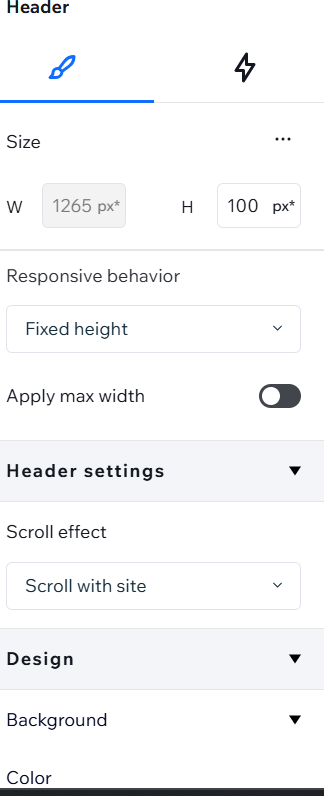 Header
Size
W 1265 px* H 100 px*
Responsive behavior
Fixed height
Apply max width
Header settings
Scroll effect
Scroll with site
Design
Background
Color